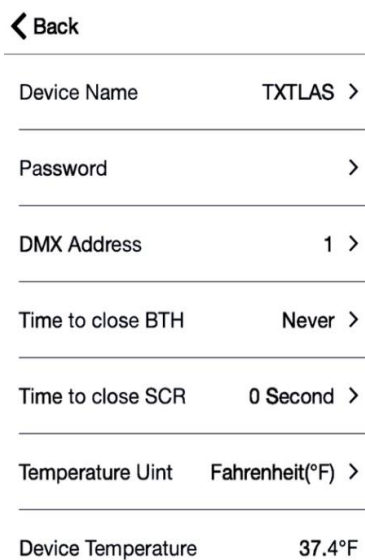 Back
Device Name TXTLAS >
Password >
DMX Address 1 >
Time to close BTH Never >
Time to close SCR 0 Second >
Temperature Uint Fahrenheit(°F) >
Device Temperature 37.4°F